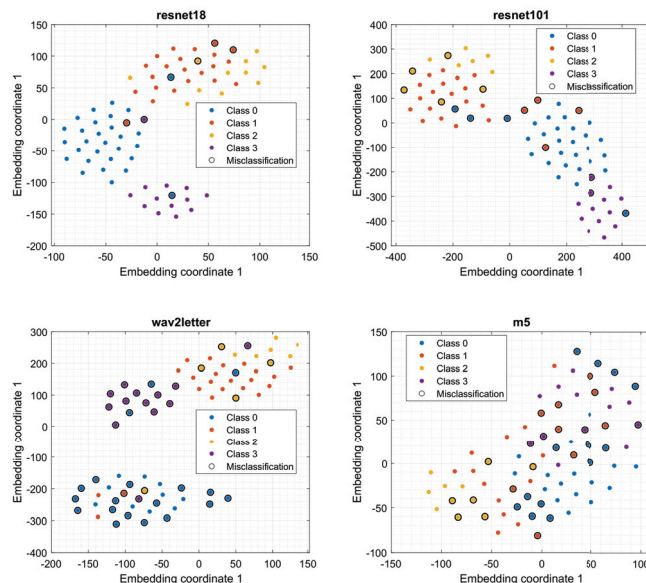 resnet18
150
100
50
0
-50
-100
-150
-200
-100 -50 0 50 100 150
Embedding coordinate 1
Embedding coordinate 1
Class 0
Class 1
Class 2
Class 3
Misclassification
resnet101
400
300
200
100
0
-100
-200
-300
-400
-500
-400 -200 0 200 400
Embedding coordinate 1
Embedding coordinate 1
Class 0
Class 1
Class 2
Class 3
Misclassification
wav2letter
300
200
100
0
-100
-200
-300
-400
-200 -150 -100 -50 0 50 100 150
Embedding coordinate 1
Embedding coordinate 1
Class 0
Class 1
Class 2
Class 3
Misclassification
m5
150
100
50
0
-50
-100
-150 -100 -50 0 50 100
Embedding coordinate 1
Embedding coordinate 1
Class 0
Class 1
Class 2
Class 3
Misclassification